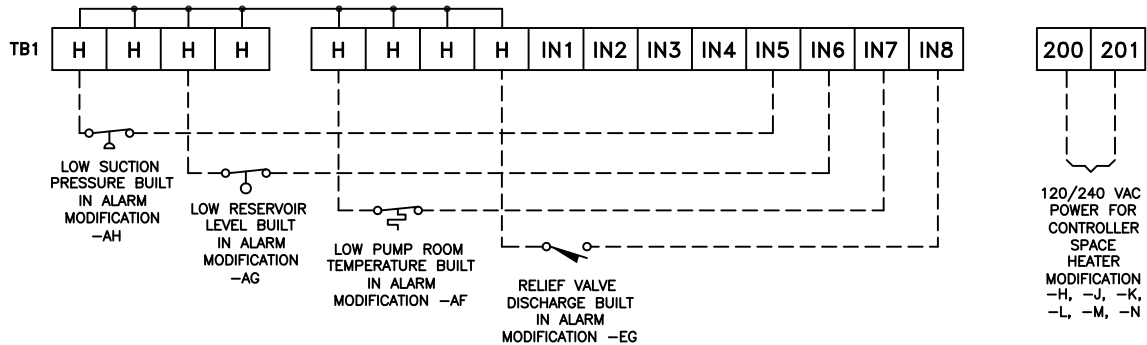 TB1 H H H H H H H H IN1 IN2 IN3 IN4 IN5 IN6 IN7 IN8 200 201
LOW SUCTION
PRESSURE BUILT
IN ALARM
MODIFICATION
-AH
LOW RESERVOIR
LEVEL BUILT
IN ALARM
MODIFICATION
-AG
LOW PUMP ROOM
TEMPERATURE BUILT
IN ALARM
MODIFICATION -AF
RELIEF VALVE
DISCHARGE BUILT
IN ALARM
MODIFICATION -EG
120/240 VAC
POWER FOR
CONTROLLER
SPACE
HEATER
MODIFICATION
-H, -J, -K,
-L, -M, -N